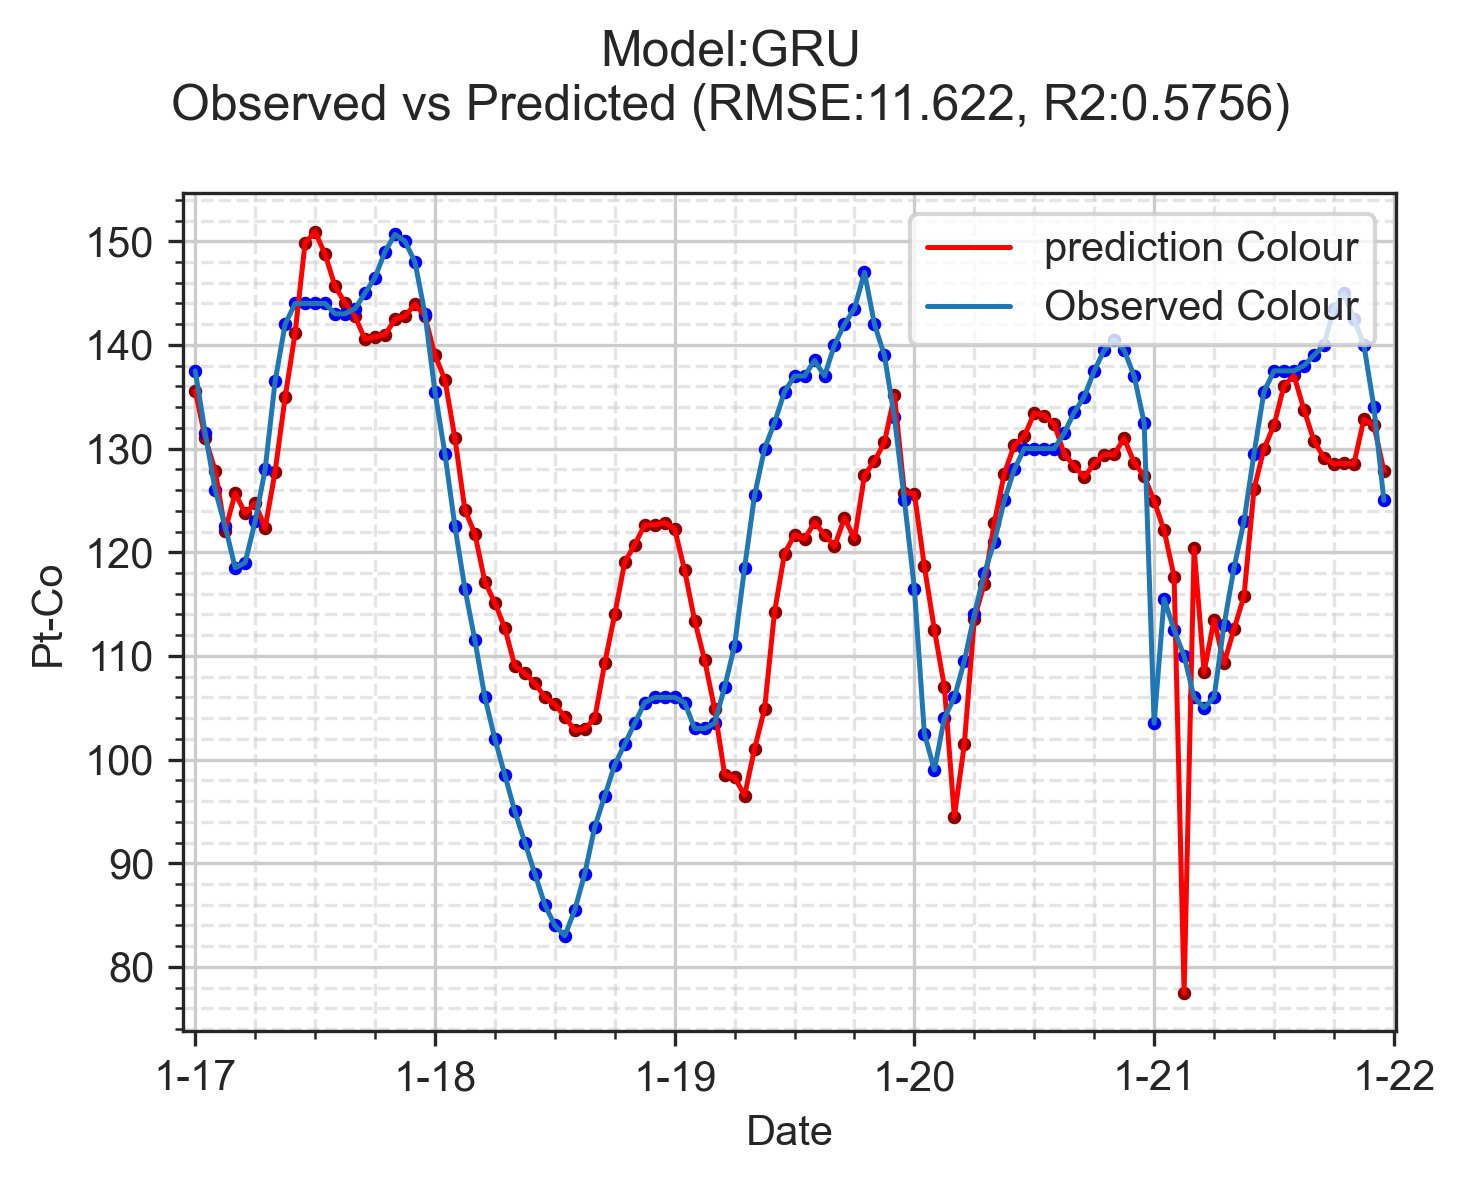 Model:GRU
Observed vs Predicted (RMSE:11.622, R2:0.5756)
prediction Colour
Observed Colour
150
140
130
120
110
100
90
80
Pt-Co
1-17 1-18 1-19 1-20 1-21 1-22
Date